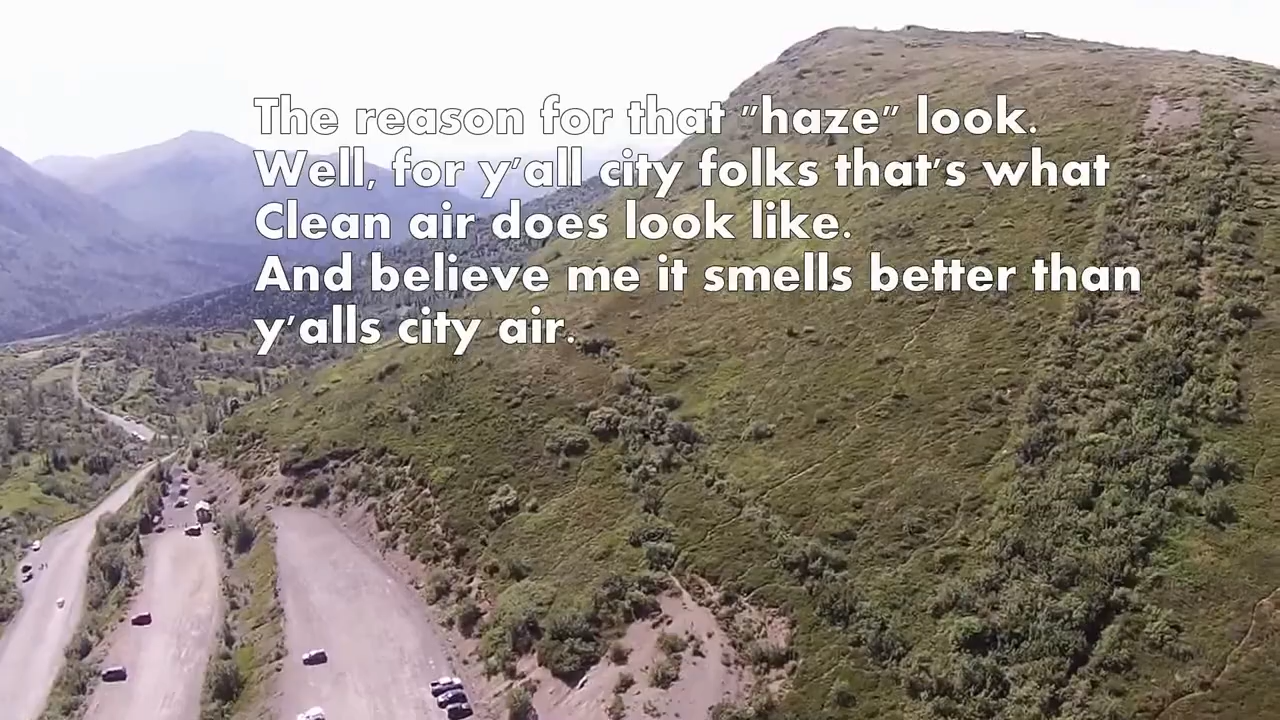 The reason for that "haze" look.
Well, for y'all city folks that's what
Clean air does look like.
And believe me it smells better than
y'alls city air.